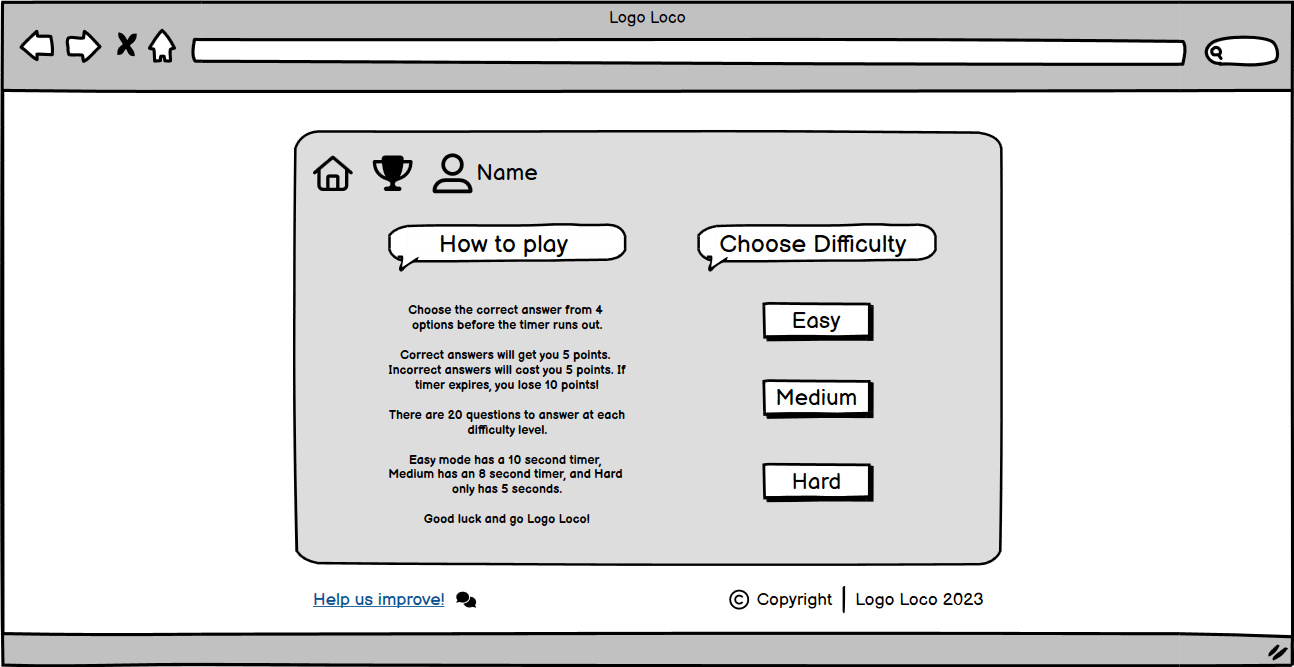 Logo Loco
Name
How to play
Choose the correct answer from 4
options before the timer runs out.
Correct answers will get you 5 points.
Incorrect answers will cost you 5 points. If
timer expires, you lose 10 points!
There are 20 questions to answer at each
difficulty level.
Easy mode has a 10 second timer,
Medium has an 8 second timer, and Hard
only has 5 seconds.
Good luck and go Logo Loco!
Choose Difficulty
Easy
Medium
Hard
Help us improve!
© Copyright | Logo Loco 2023